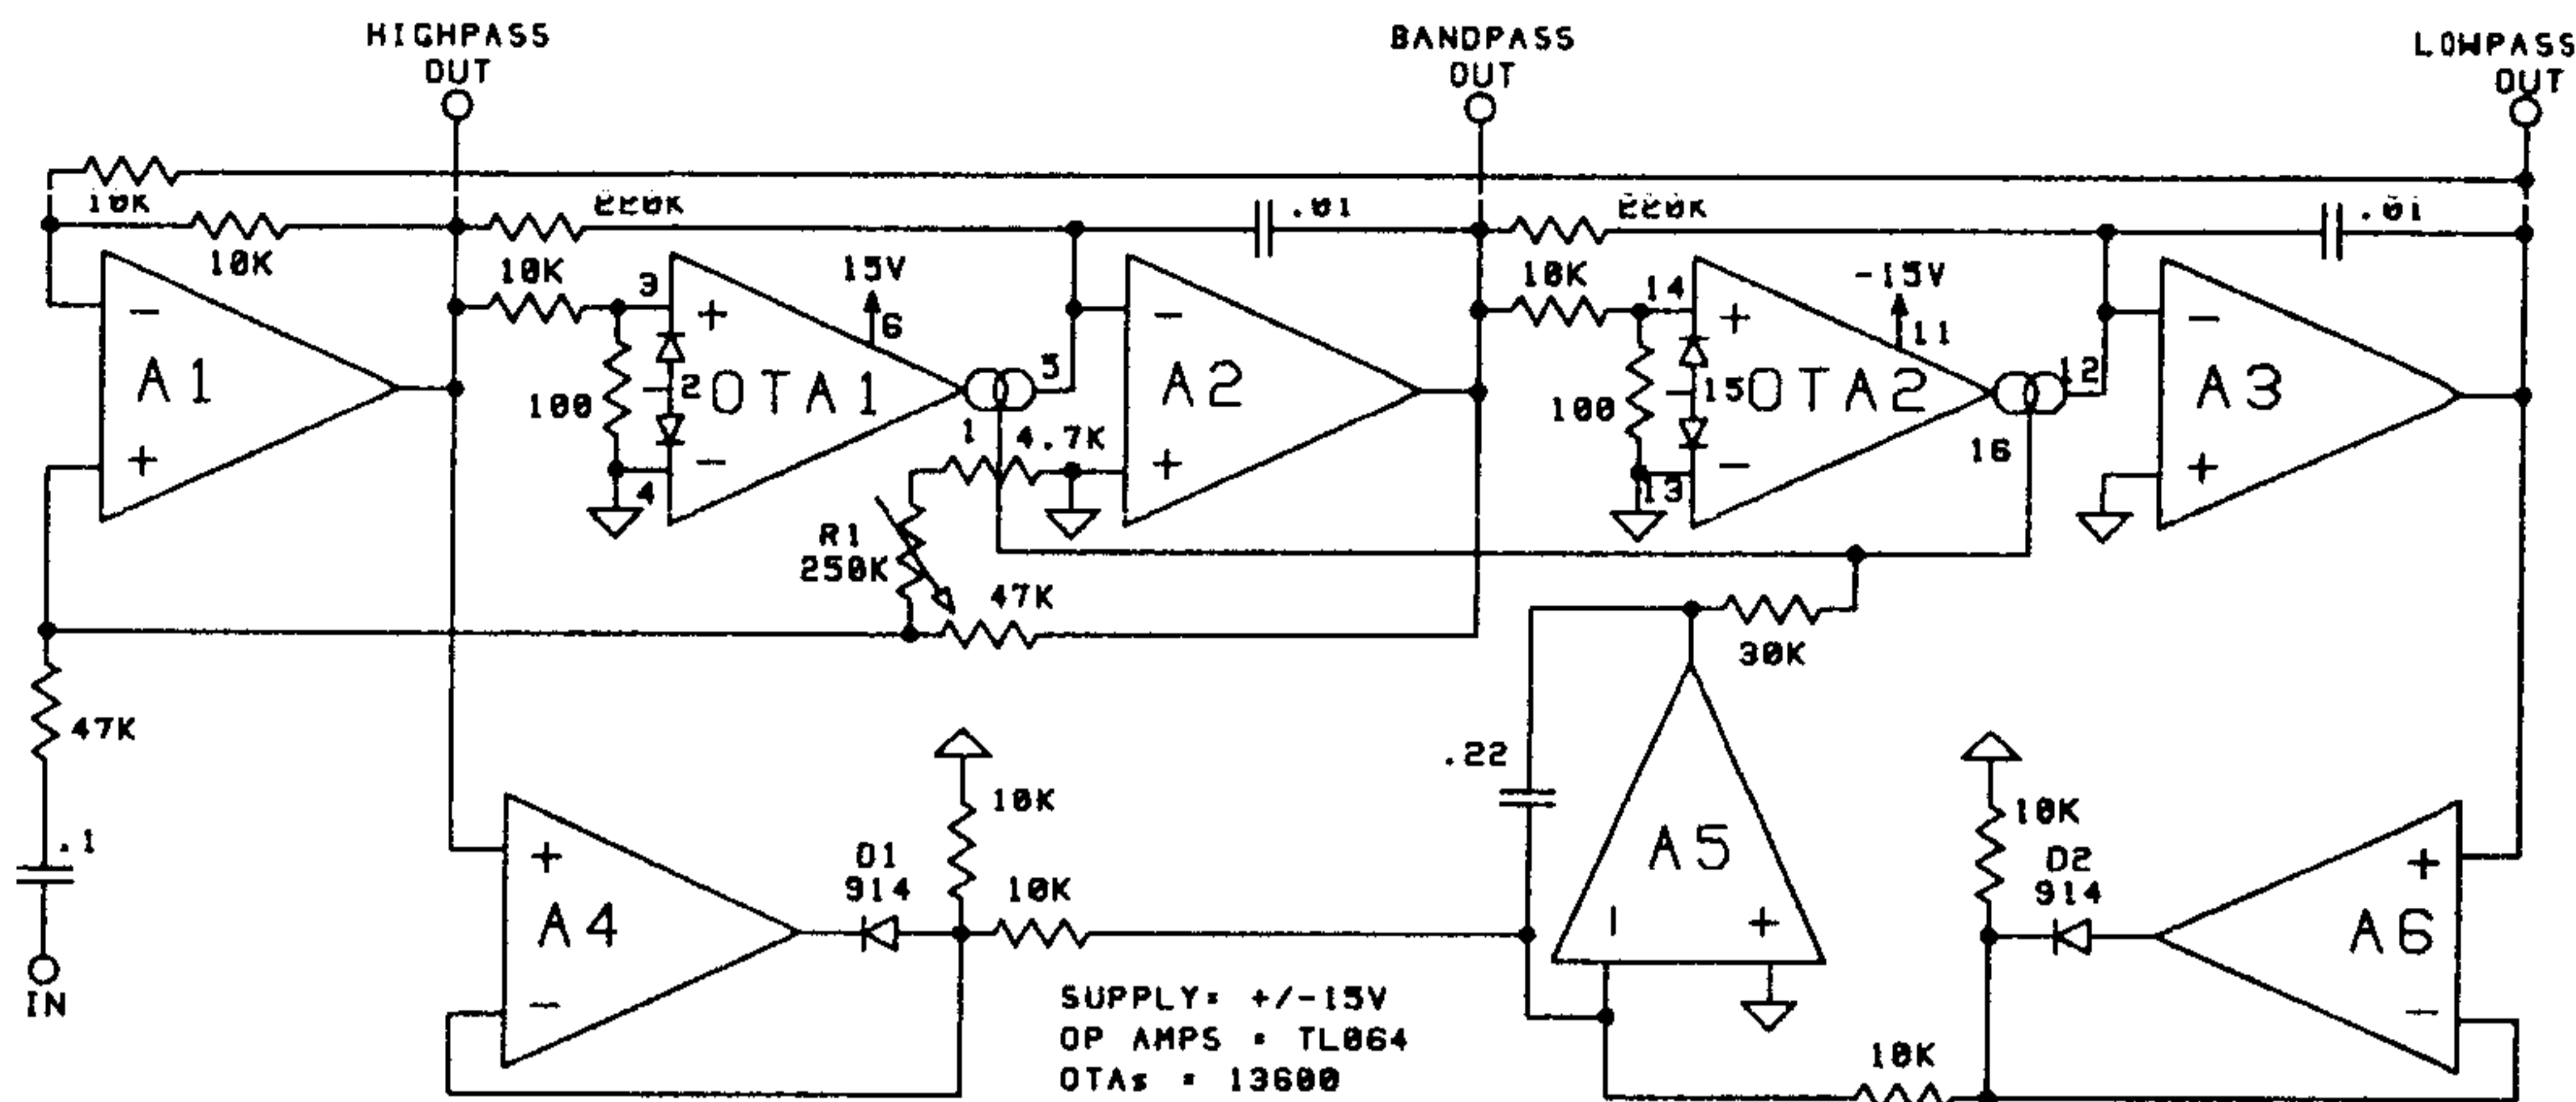 HIGHPASS
OUT
BANDPASS
OUT
LOWPASS
OUT
10K
10K
220K
.01
220K
.01
10K
3
15V
6
10K
14
-15V
11
-
A1
+
+
100
2
OTA1
5
-
A2
+
-
4
1
4.7K
+
100
15
OTA2
12
-
A3
+
-
13
16
R1
250K
47K
30K
47K
.1
IN
+
A4
-
D1
914
10K
10K
.22
A5
-
+
10K
D2
914
+
A6
-
10K
SUPPLY= +/-15V
OP AMPS = TL064
OTAs = 13600